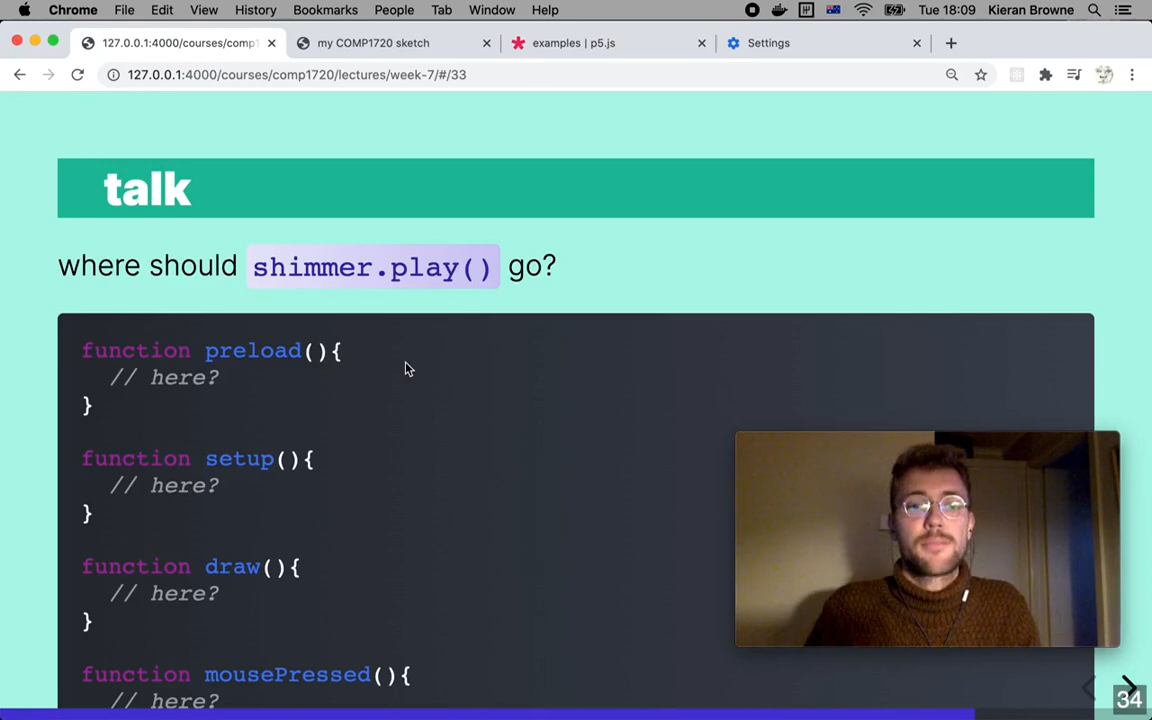 Chrome File Edit View History Bookmarks People Tab Window Help Tue 18:09 Kieran Browne
127.0.0.1:4000/courses/comp1 my COMP1720 sketch examples | p5.js Settings
127.0.0.1:4000/courses/comp1720/lectures/week-7/#/33
talk
where should shimmer.play() go?
function preload(){
// here?
}
function setup(){
// here?
}
function draw(){
// here?
}
function mousePressed(){
// here?
34